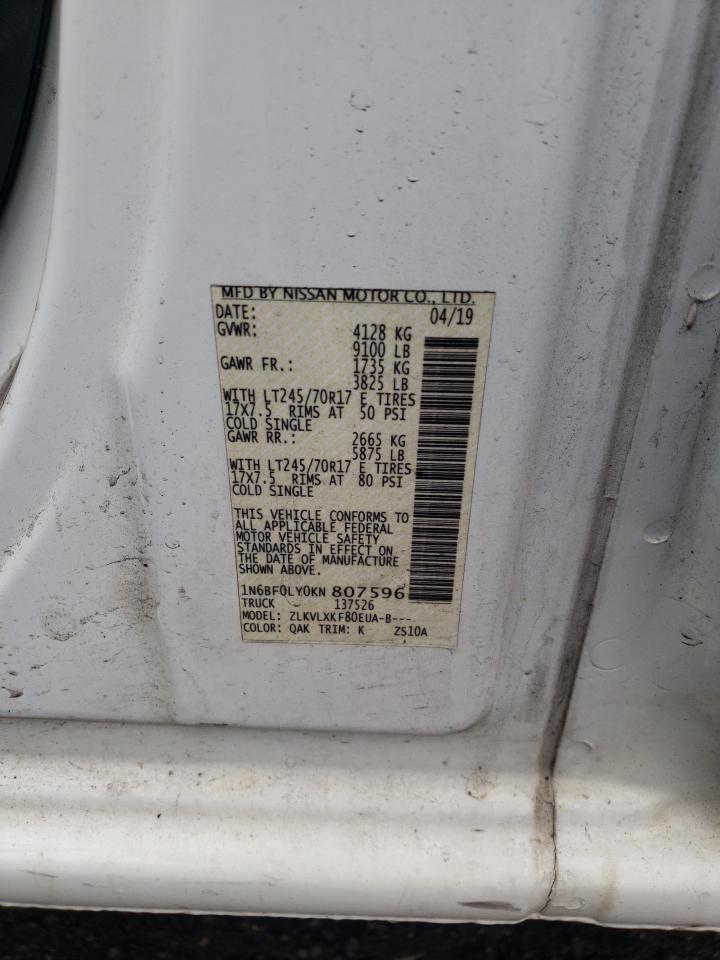 MFD BY NISSAN MOTOR CO., LTD.
DATE: 04/19
GVWR: 4128 KG
9100 LB
GAWR FR.: 1735 KG
3825 LB
WITH LT245/70R17 E TIRES
17X7.5 RIMS AT 50 PSI
COLD SINGLE
GAWR RR.: 2665 KG
5875 LB
WITH LT245/70R17 E TIRES
17X7.5 RIMS AT 80 PSI
COLD SINGLE
THIS VEHICLE CONFORMS TO
ALL APPLICABLE FEDERAL
MOTOR VEHICLE SAFETY
STANDARDS IN EFFECT ON
THE DATE OF MANUFACTURE
SHOWN ABOVE.
1N6BF0LY0KN 807596
TRUCK 137526
MODEL: ZLKVLXKF80EUA-B---
COLOR: QAK TRIM: K ZS10A